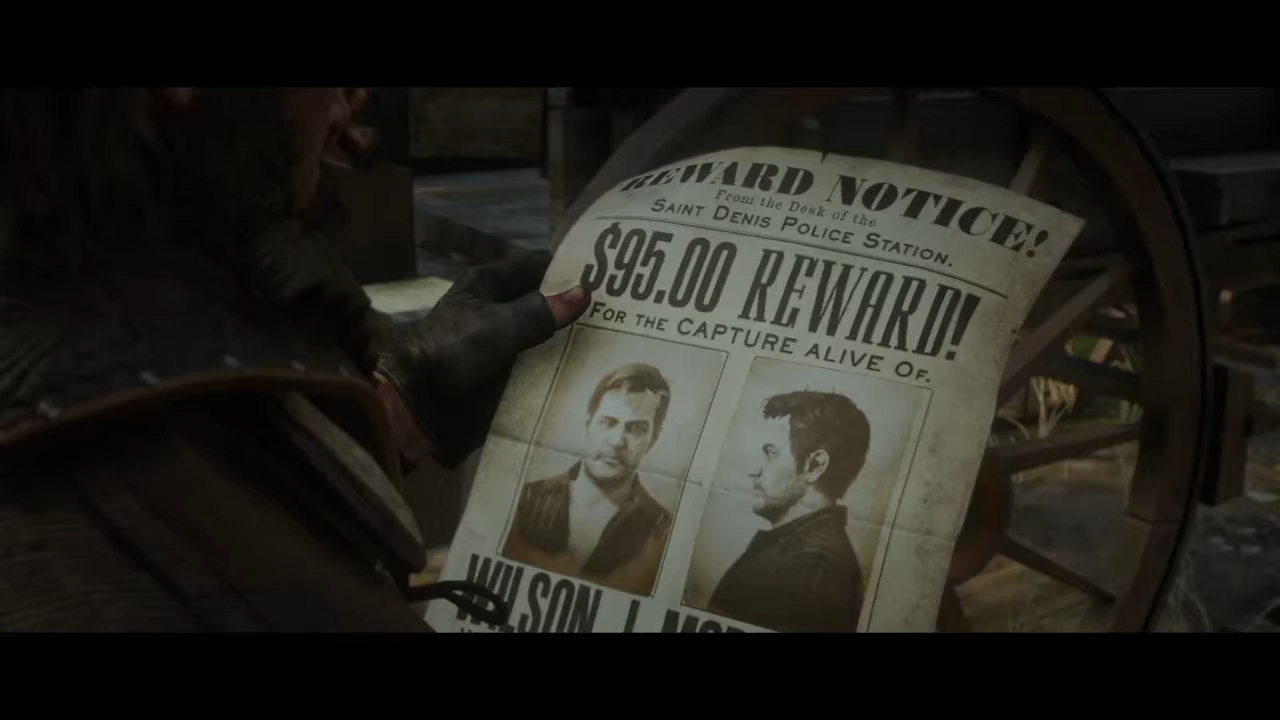 REWARD NOTICE!
From the Desk of the
SAINT DENIS POLICE STATION.
$95.00 REWARD!
FOR THE CAPTURE ALIVE OF.
WILSON J.